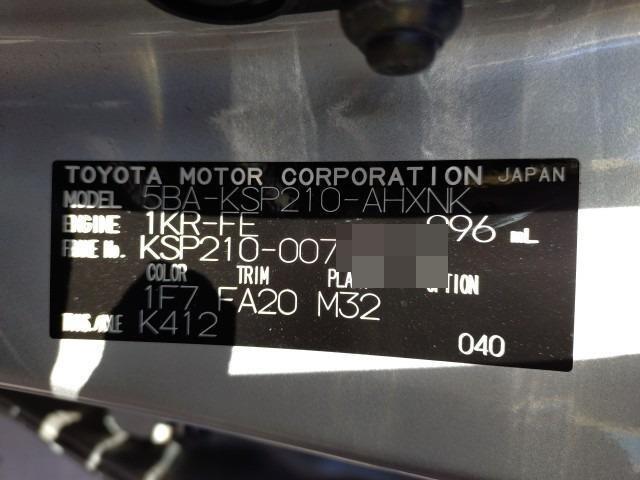 TOYOTA MOTOR CORPORATION JAPAN
MODEL 5BA-KSP210-AHXNK
ENGINE 1KR-FE 996 mL
FRAME No. KSP210-007
COLOR TRIM PLANT OPTION
1F7 FA20 M32
TRANS/AXLE K412
040